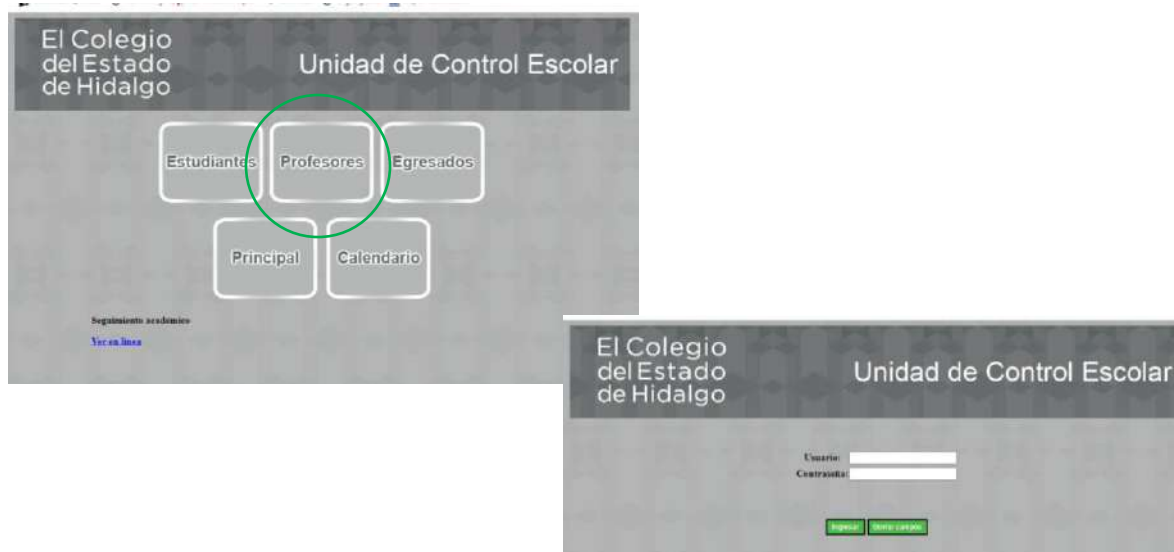 El Colegio
del Estado
de Hidalgo
Unidad de Control Escolar
Estudiantes
Profesores
Egresados
Principal
Calendario
Seguimiento académico
Ver en linea
El Colegio
del Estado
de Hidalgo
Unidad de Control Escolar
Usuario:
Contraseña:
Ingresar
Borrar campos